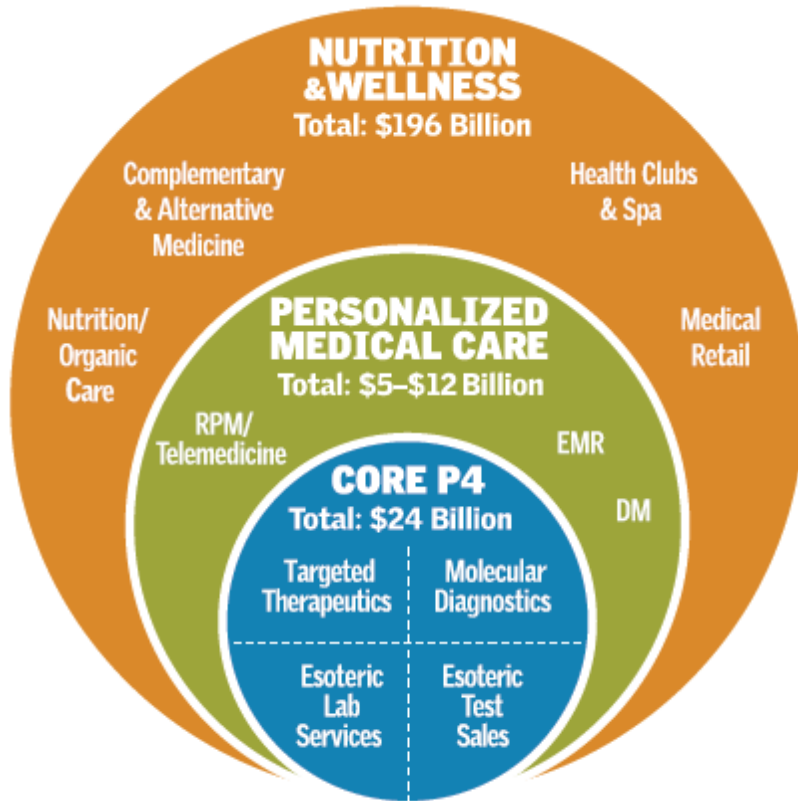 NUTRITION
&WELLNESS
Total: $196 Billion
Complementary
& Alternative
Medicine
Health Clubs
& Spa
Nutrition/
Organic
Care
Medical
Retail
PERSONALIZED
MEDICAL CARE
Total: $5–$12 Billion
RPM/
Telemedicine
EMR
DM
CORE P4
Total: $24 Billion
Targeted
Therapeutics
Molecular
Diagnostics
Esoteric
Lab
Services
Esoteric
Test
Sales